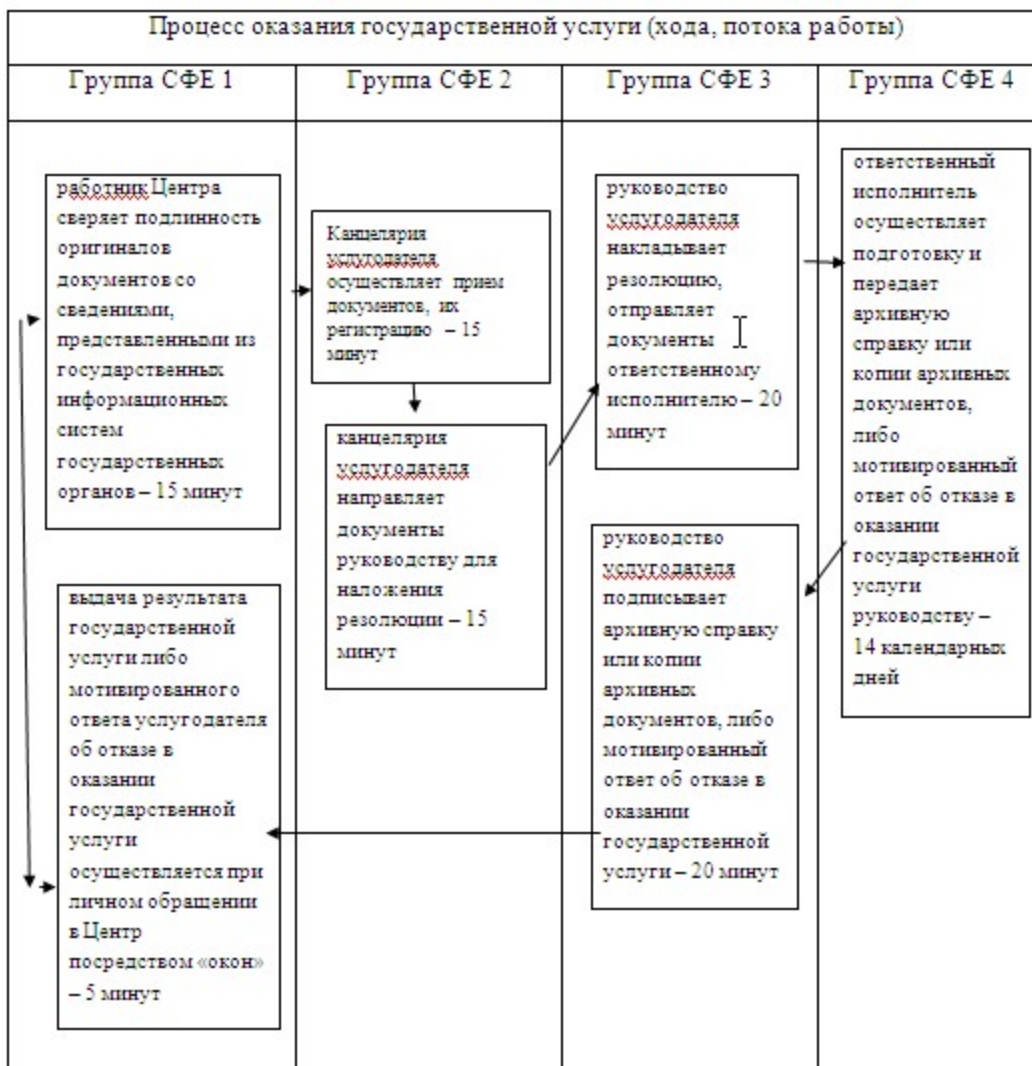 Процесс оказания государственной услуги (хода, потока работы)
Группа СФЕ 1
Группа СФЕ 2
Группа СФЕ 3
Группа СФЕ 4
работник Центра
сверяет подлинность
оригиналов
документов со
сведениями,
представленными из
государственных
информационных
систем
государственных
органов – 15 минут
выдача результата
государственной
услуги либо
мотивированного
ответа услугодателя
об отказе в
оказании
государственной
услуги
осуществляется при
личном обращении
в Центр
посредством «окон»
– 5 минут
Канцелярия
услугодателя
осуществляет прием
документов, их
регистрацию – 15
минут
канцелярия
услугодателя
направляет
документы
руководству для
наложения
резолюции – 15
минут
руководство
услугодателя
накладывает
резолюцию,
отправляет
документы
ответственному
исполнителю – 20
минут
руководство
услугодателя
подписывает
архивную справку
или копии
архивных
документов, либо
мотивированный
ответ об отказе в
оказании
государственной
услуги – 20 минут
ответственный
исполнитель
осуществляет
подготовку и
передает
архивную
справку или
копии архивных
документов,
либо
мотивированный
ответ об отказе в
оказании
государственной
услуги
руководству –
14 календарных
дней